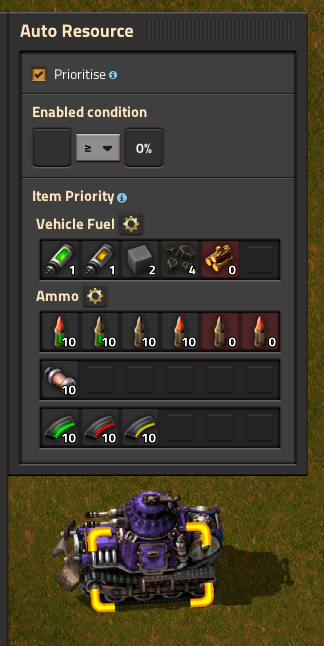 Auto Resource
Prioritise
Enabled condition
≥ 0%
Item Priority
Vehicle Fuel
1 1 2 4 0
Ammo
10 10 10 10 0 0
10
10 10 10